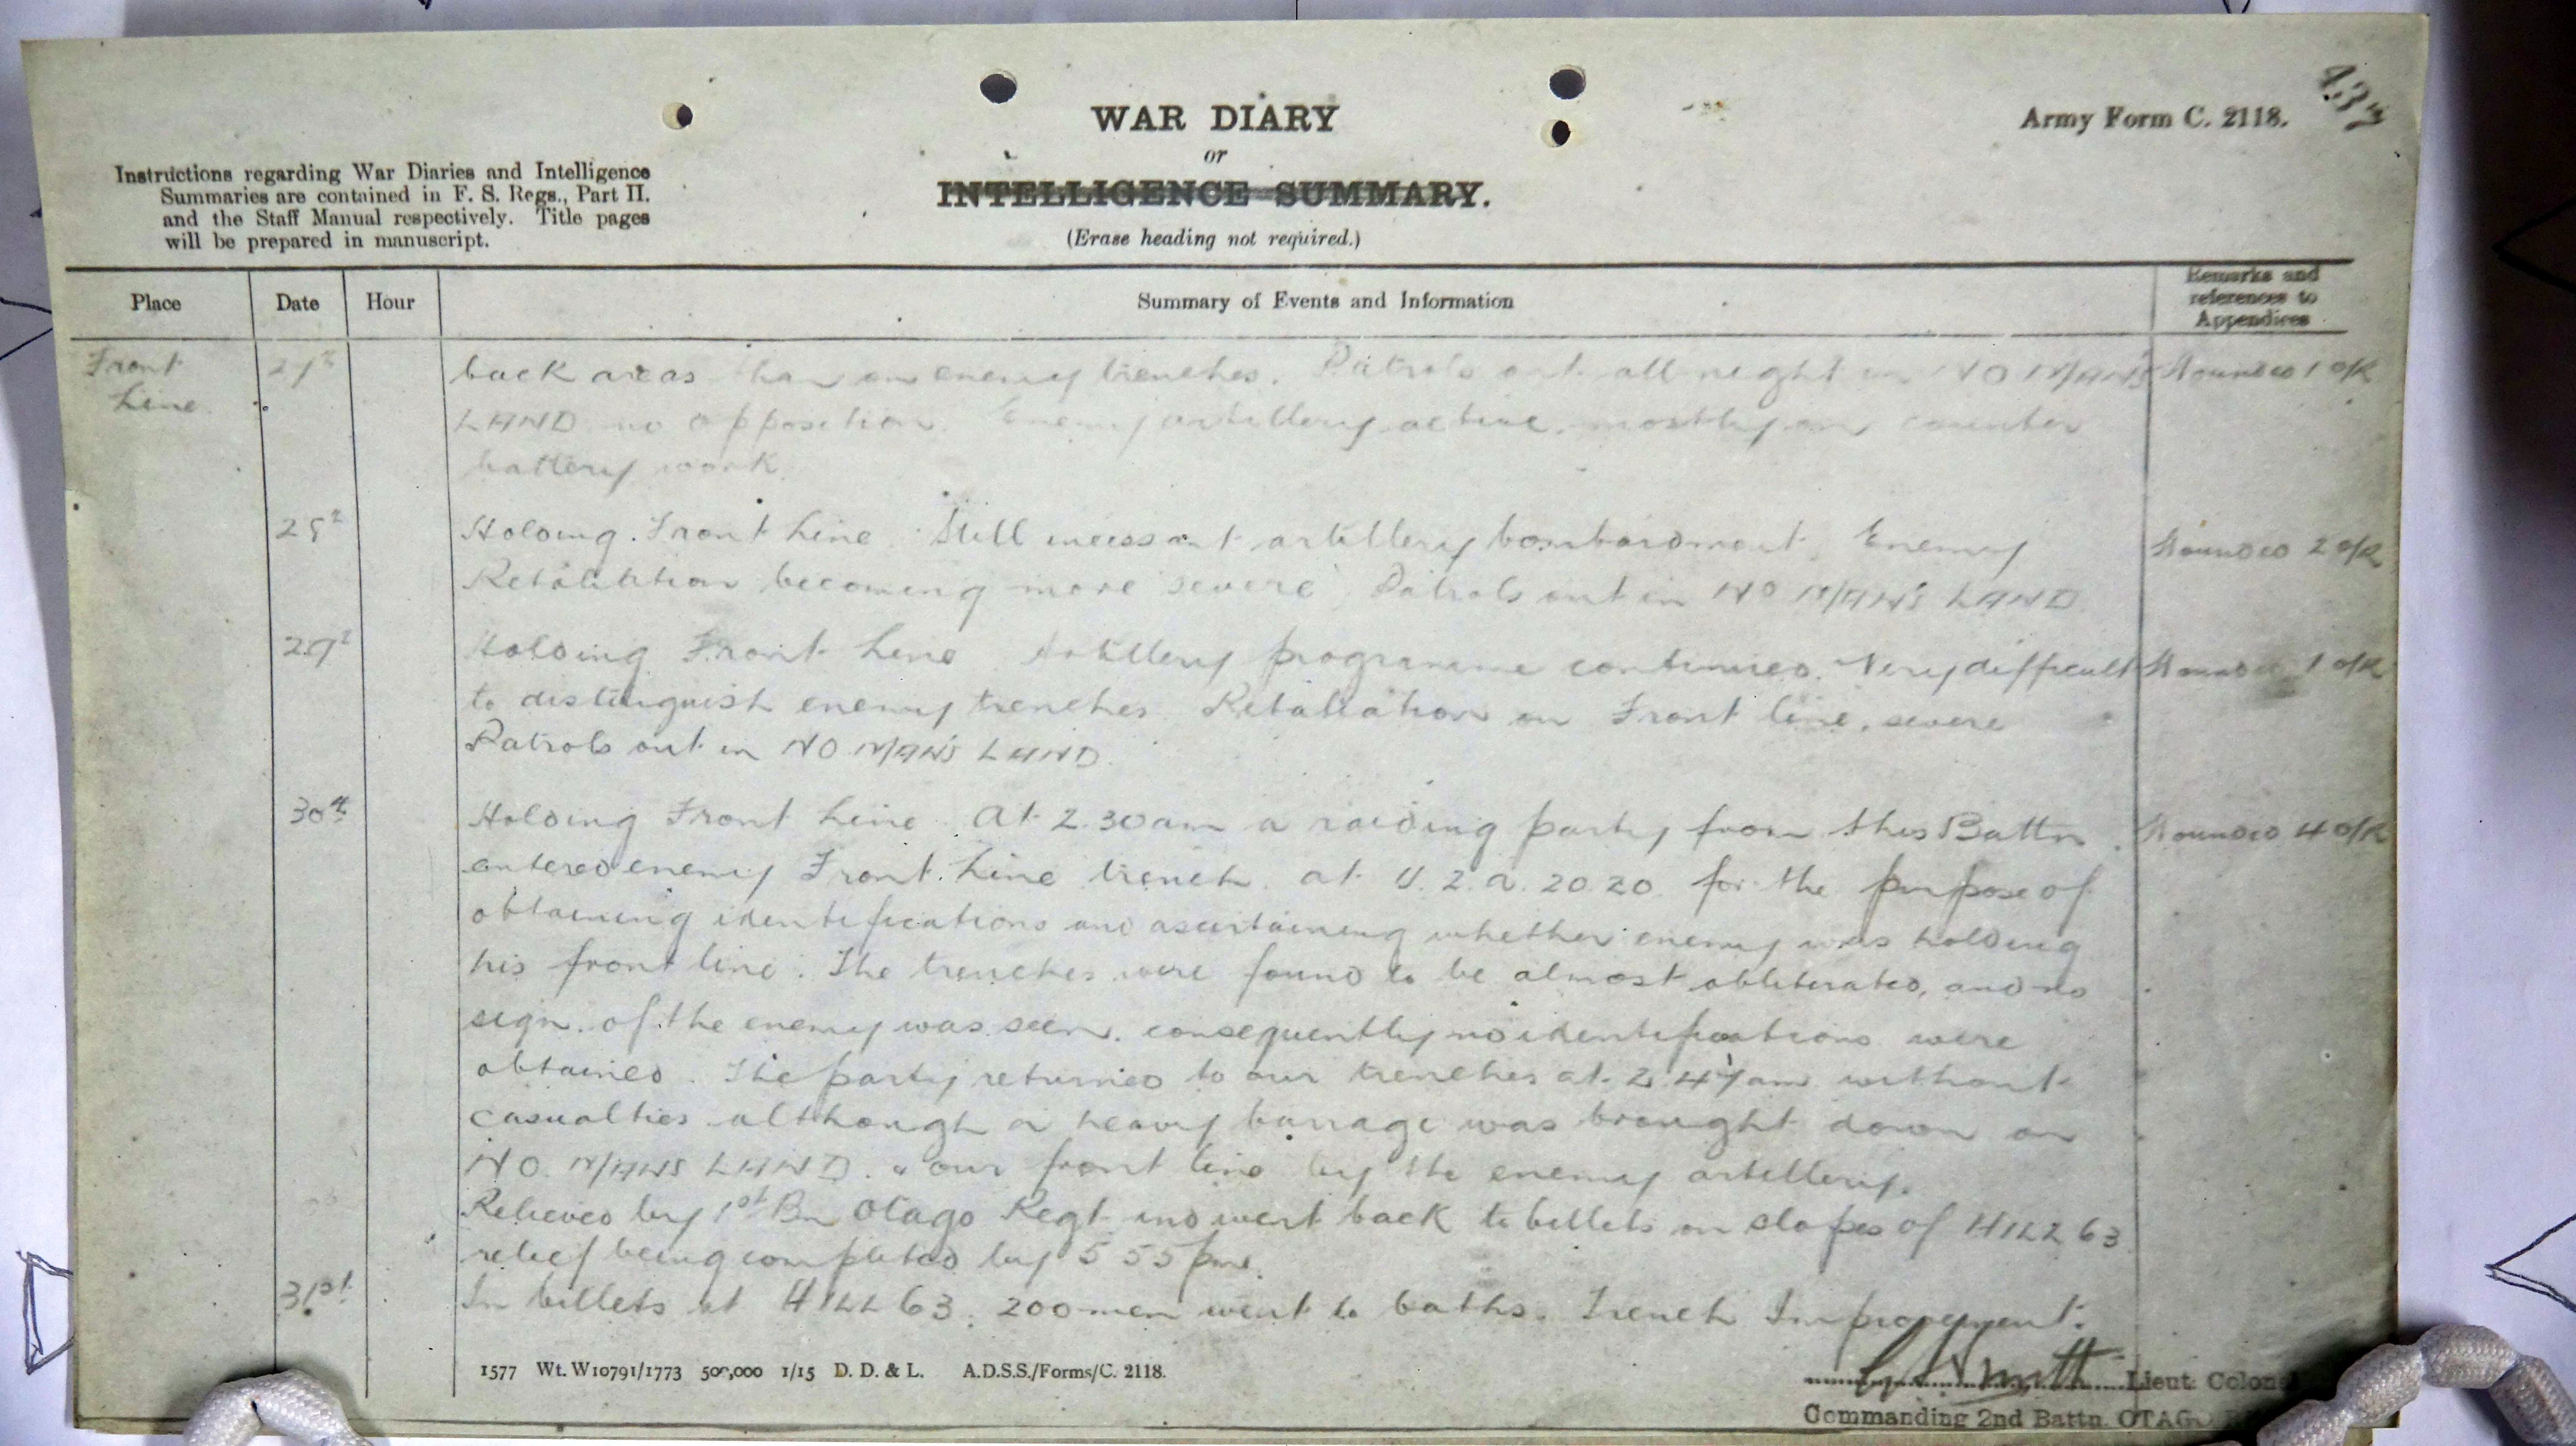 WAR DIARY
or
INTELLIGENCE SUMMARY.
(Erase heading not required.)
Army Form C. 2118.
Instructions regarding War Diaries and Intelligence
Summaries are contained in F. S. Regs., Part II.
and the Staff Manual respectively. Title pages
will be prepared in manuscript.
Place
Date
Hour
Summary of Events and Information
Remarks and
references to
Appendices
Front
Line.
back areas than on enemy trenches. Patrols out all night in NO MAN'S
Wounded 1 O/R
LAND no opposition. Enemy artillery active, mostly on counter
battery work
28th
Holding Front Line. Still incessant artillery bombardment. Enemy
Wounded 2 O/R
Retaliation becoming more severe. Patrols out in NO MAN'S LAND
29th
Holding Front Line. Artillery programme continued. Very difficult
Wounded 1 O/R
to distinguish enemy trenches. Retaliation on Front line, severe
Patrols out in NO MAN'S LAND.
30th
Holding Front Line. At 2.30 am a raiding party from this Battn
Wounded 4 O/R
entered enemy Front Line trench at U.2.a.20.20. for the purpose of
obtaining identifications and ascertaining whether enemy was holding
his front line. The trenches were found to be almost obliterated, and no
sign of the enemy was seen, consequently no identifications were
obtained. The party returned to our trenches at 2.47 am without
casualties although a heavy barrage was brought down on
NO MANS LAND. & our front line by the enemy artillery.
Relieved by 1st Bn Otago Regt and went back to billets on slopes of HILL 63
relief being completed by 5 55 pm.
31st
In billets at HILL 63. 200 men went to baths. Trench Improvement.
1577 Wt. W10791/1773 500,000 1/15 D. D. & L. A.D.S.S./Forms/C. 2118.
Smith Lieut. Colonel
Commanding 2nd Battn. OTAGO